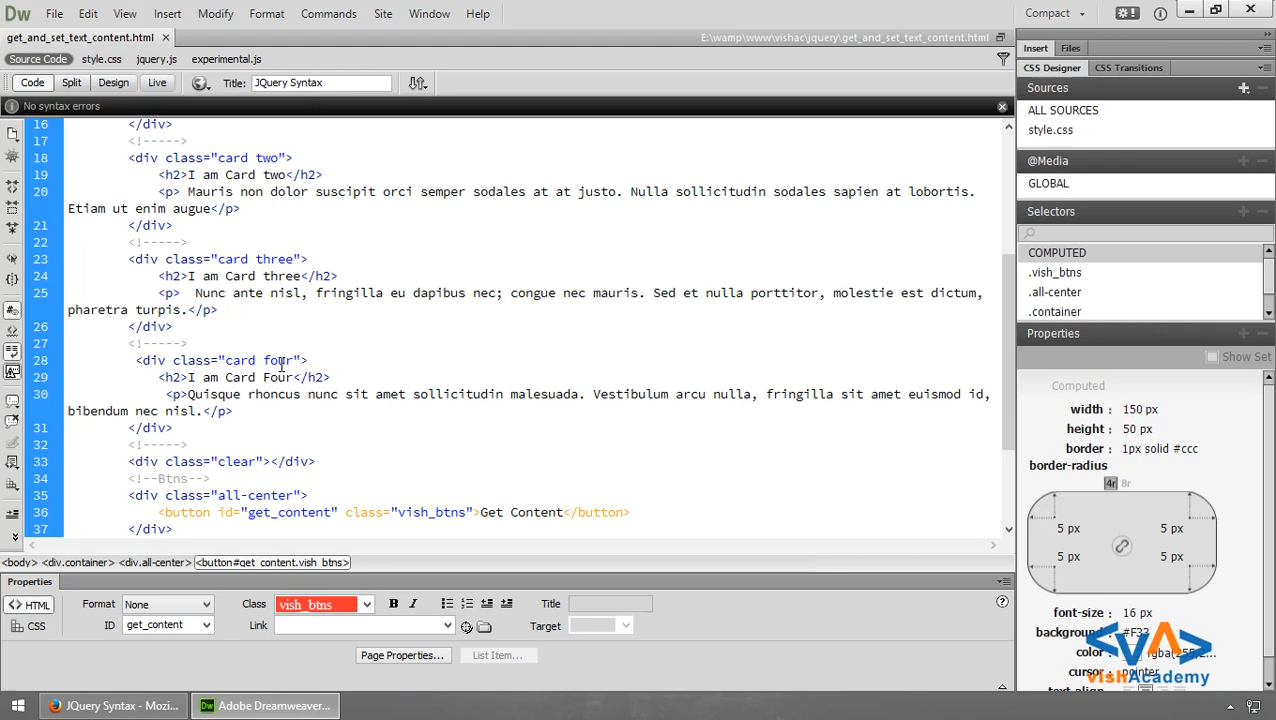 Dw File Edit View Insert Modify Format Commands Site Window Help Compact
get_and_set_text_content.html E:\wamp\www\vishac\jquery\get_and_set_text_content.html
Source Code style.css jquery.js experimental.js
Code Split Design Live Title: JQuery Syntax
No syntax errors
16 </div>
17 <!----->
18 <div class="card two">
19 <h2>I am Card two</h2>
20 <p> Mauris non dolor suscipit orci semper sodales at at justo. Nulla sollicitudin sodales sapien at lobortis.
Etiam ut enim augue</p>
21 </div>
22 <!----->
23 <div class="card three">
24 <h2>I am Card three</h2>
25 <p>  Nunc ante nisl, fringilla eu dapibus nec; congue nec mauris. Sed et nulla porttitor, molestie est dictum,
pharetra turpis.</p>
26 </div>
27 <!----->
28 <div class="card four">
29 <h2>I am Card Four</h2>
30 <p>Quisque rhoncus nunc sit amet sollicitudin malesuada. Vestibulum arcu nulla, fringilla sit amet euismod id,
bibendum nec nisl.</p>
31 </div>
32 <!----->
33 <div class="clear"></div>
34 <!--Btns-->
35 <div class="all-center">
36 <button id="get_content" class="vish_btns">Get Content</button>
37 </div>
<body> <div.container> <div.all-center> <button#get_content.vish_btns>
Properties
HTML Format None Class vish_btns B I Title
CSS ID get_content Link Target
Page Properties... List Item...
Insert Files
CSS Designer CSS Transitions
Sources
ALL SOURCES
style.css
@Media
GLOBAL
Selectors
COMPUTED
.vish_btns
.all-center
.container
Properties
Show Set
Computed
width : 150 px
height : 50 px
border : 1px solid #ccc
border-radius
4r 8r
5 px 5 px
5 px 5 px
font-size : 16 px
cursor : pointer
<VA>
vishAcademy
JQuery Syntax - Moz... Adobe Dreamweaver...